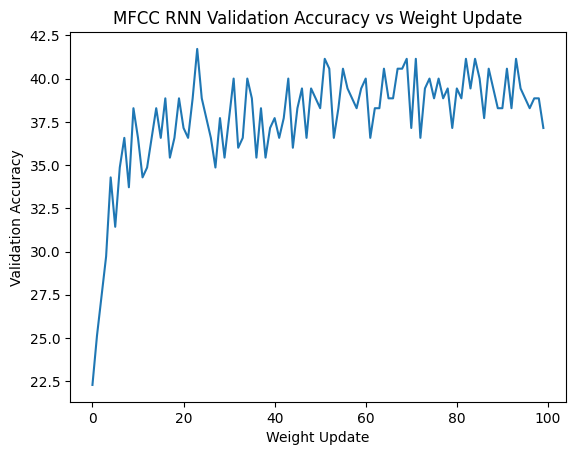 MFCC RNN Validation Accuracy vs Weight Update
42.5
40.0
37.5
35.0
32.5
30.0
27.5
25.0
22.5
Validation Accuracy
0 20 40 60 80 100
Weight Update